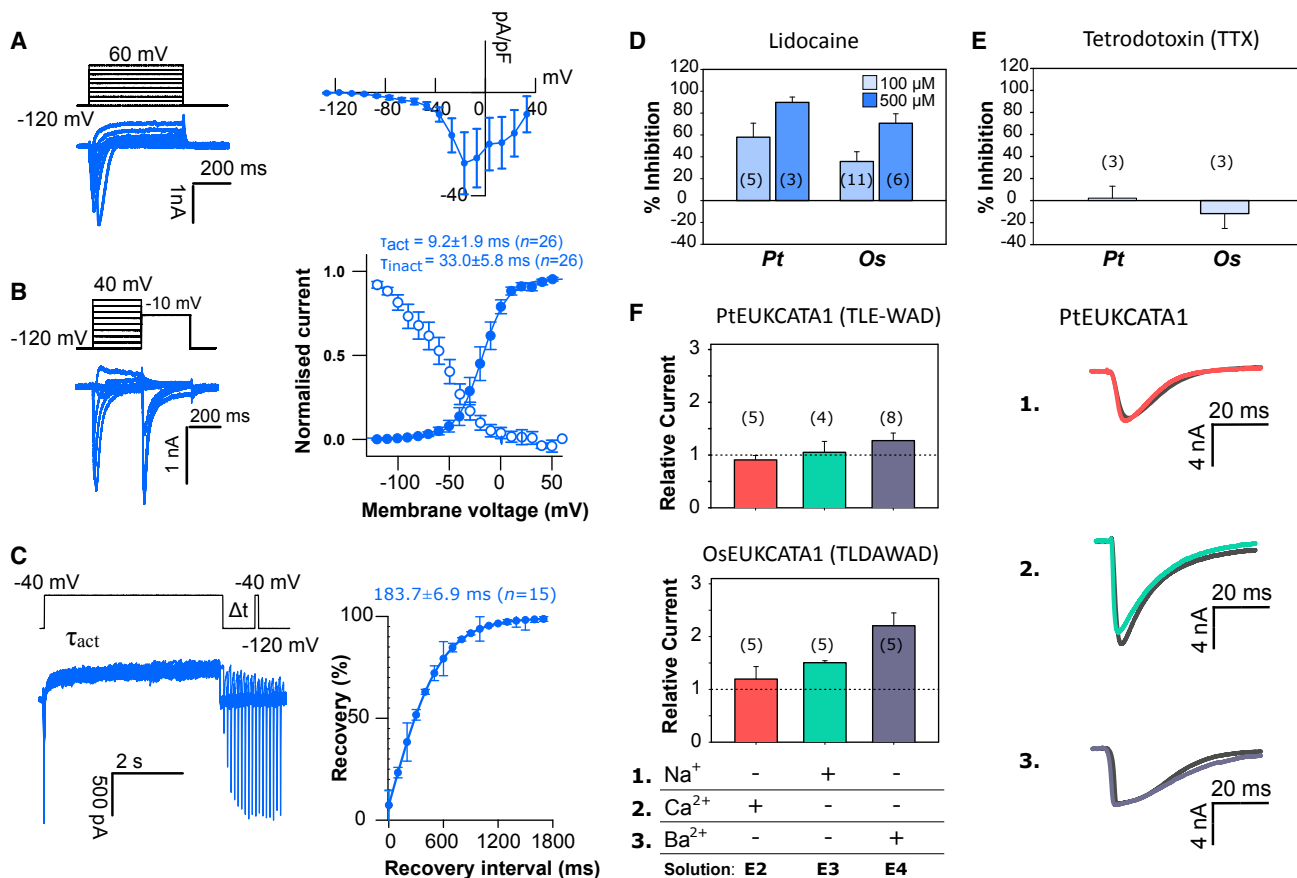 A
60 mV
-120 mV
200 ms
1nA
pA/pF
mV
-120 -80 -40 0 40
-40
B
40 mV
-10 mV
-120 mV
200 ms
1 nA
τact = 9.2±1.9 ms (n=26)
τinact = 33.0±5.8 ms (n=26)
Normalised current
1.0
0.5
0.0
-100 -50 0 50
Membrane voltage (mV)
C
-40 mV
Δt
-40 mV
-120 mV
τact
2 s
500 pA
183.7±6.9 ms (n=15)
Recovery (%)
100
50
0
0 600 1200 1800
Recovery interval (ms)
D
Lidocaine
% Inhibition
120
100
80
60
40
20
0
-20
-40
100 μM
500 μM
(5) (3) (11) (6)
Pt Os
E
Tetrodotoxin (TTX)
% Inhibition
120
100
80
60
40
20
0
-20
-40
(3) (3)
Pt Os
F
PtEUKCATA1 (TLE-WAD)
Relative Current
3
2
1
0
(5) (4) (8)
OsEUKCATA1 (TLDAWAD)
Relative Current
3
2
1
0
(5) (5) (5)
1. Na+ - + -
2. Ca2+ + - -
3. Ba2+ - - +
Solution: E2 E3 E4
PtEUKCATA1
1.
20 ms
4 nA
2.
20 ms
4 nA
3.
20 ms
4 nA